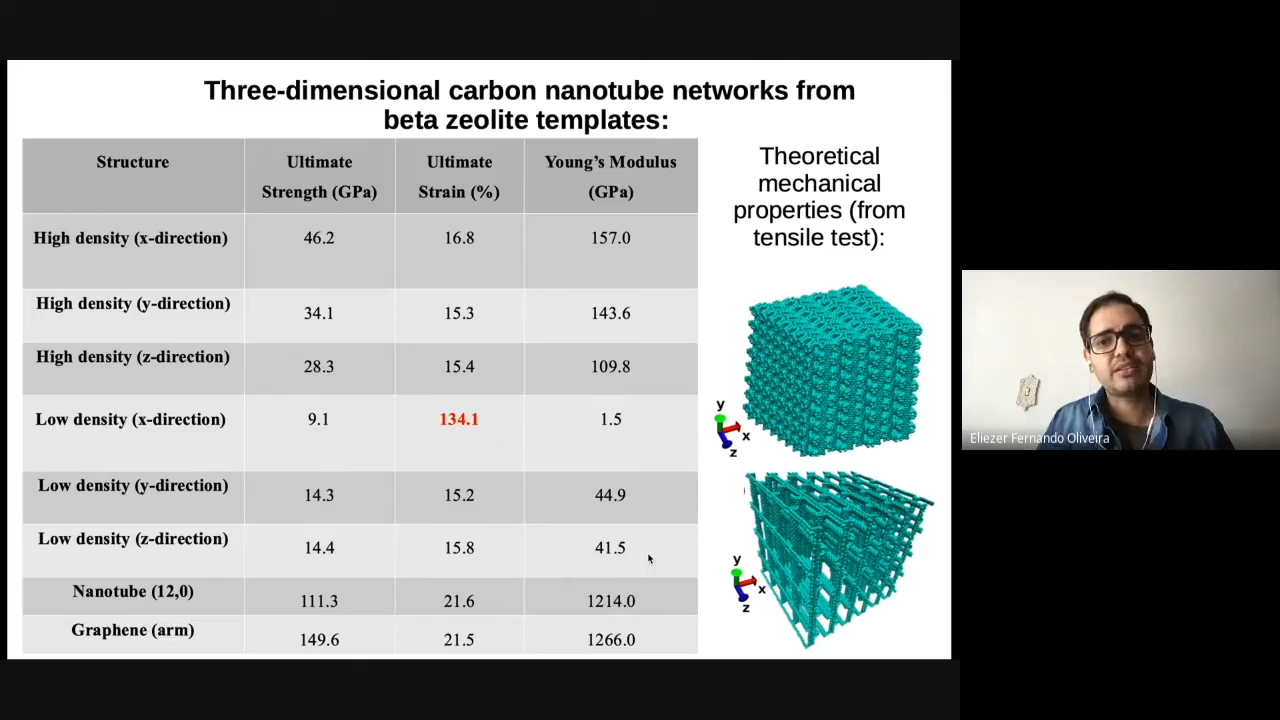 Three-dimensional carbon nanotube networks from
beta zeolite templates:
Structure
Ultimate
Strength (GPa)
Ultimate
Strain (%)
Young's Modulus
(GPa)
High density (x-direction) 46.2 16.8 157.0
High density (y-direction) 34.1 15.3 143.6
High density (z-direction) 28.3 15.4 109.8
Low density (x-direction) 9.1 134.1 1.5
Low density (y-direction) 14.3 15.2 44.9
Low density (z-direction) 14.4 15.8 41.5
Nanotube (12,0) 111.3 21.6 1214.0
Graphene (arm) 149.6 21.5 1266.0
Theoretical
mechanical
properties (from
tensile test):
y
x
z
y
x
z
Eliezer Fernando Oliveira